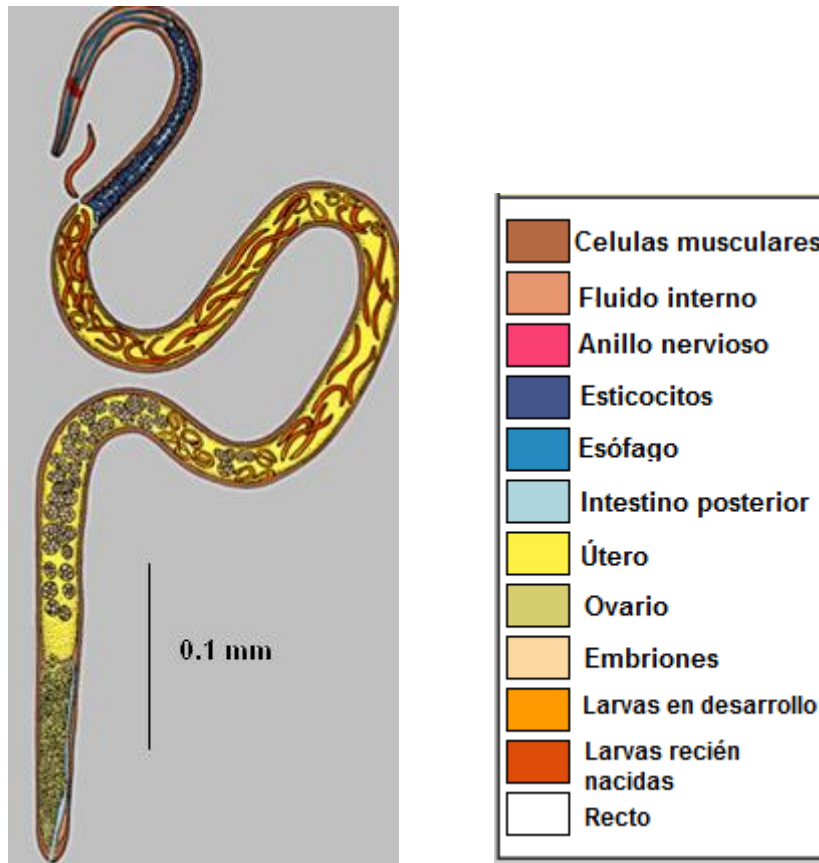 0.1 mm
Celulas musculares
Fluido interno
Anillo nervioso
Esticocitos
Esófago
Intestino posterior
Útero
Ovario
Embriones
Larvas en desarrollo
Larvas recién
nacidas
Recto